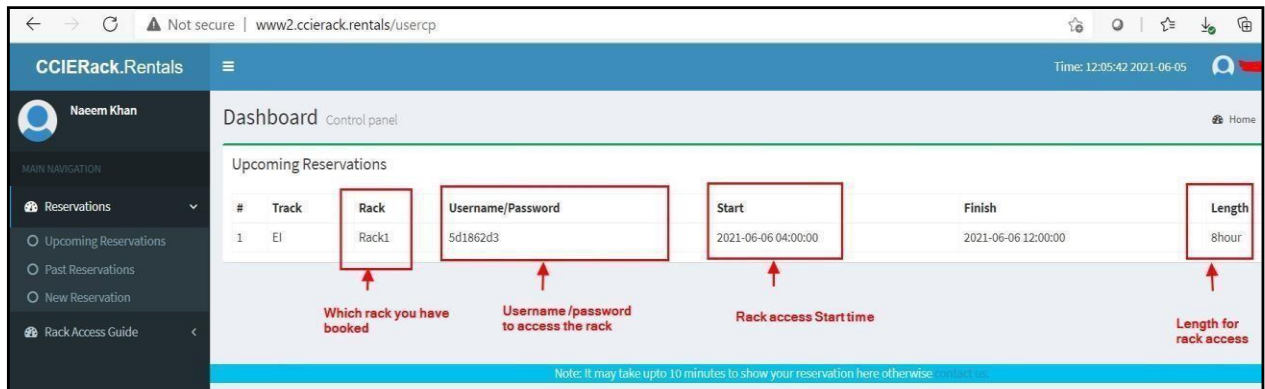 Not secure | www2.ccierack.rentals/usercp
CCIERack.Rentals
Time: 12:05:42 2021-06-05
Naeem Khan
Dashboard Control panel
Home
MAIN NAVIGATION
Upcoming Reservations
Reservations
# Track Rack Username/Password Start Finish Length
Upcoming Reservations
1 EI Rack1 5d1862d3 2021-06-06 04:00:00 2021-06-06 12:00:00 8hour
Past Reservations
New Reservation
Rack Access Guide
Which rack you have
booked
Username/password
to access the rack
Rack access Start time
Length for
rack access
Note: It may take upto 10 minutes to show your reservation here otherwise contact us.